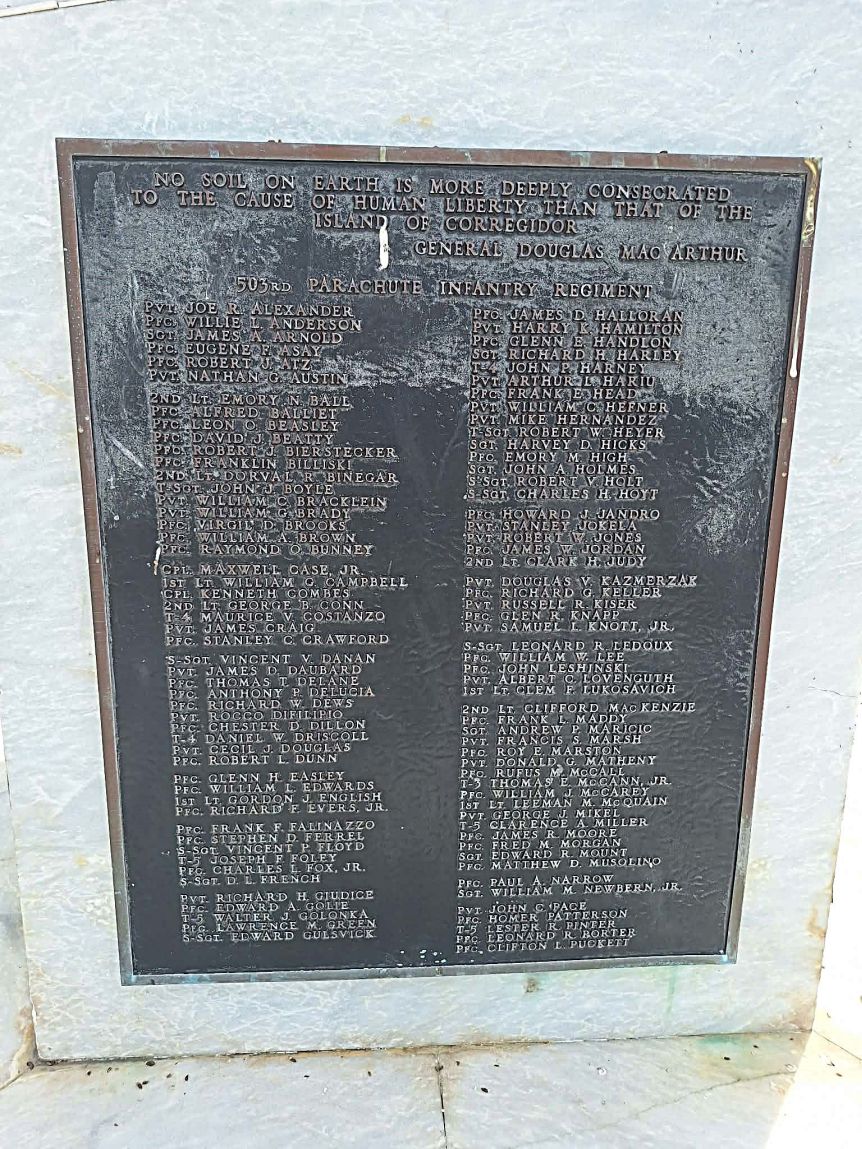 NO SOIL ON EARTH IS MORE DEEPLY CONSECRATED
TO THE CAUSE OF HUMAN LIBERTY THAN THAT OF THE
ISLAND OF CORREGIDOR
GENERAL DOUGLAS MAC ARTHUR
503RD PARACHUTE INFANTRY REGIMENT
PVT. JOE R. ALEXANDER
PFC. WILLIE L. ANDERSON
SGT. JAMES A. ARNOLD
PFC. EUGENE F. ASAY
PFC. ROBERT J. ATZ
PVT. NATHAN G. AUSTIN
2ND LT. EMORY N. BALL
PFC. ALFRED BALLIET
PFC. LEON O. BEASLEY
PFC. DAVID J. BEATTY
PFC. ROBERT J. BIERSTECKER
PFC. FRANKLIN BILLISKI
2ND LT. DORVAL R. BINEGAR
T-SGT. JOHN J. BOYLE
PVT. WILLIAM C. BRACKLEIN
PVT. WILLIAM G. BRADY
PFC. VIRGIL D. BROOKS
PFC. WILLIAM A. BROWN
PFC. RAYMOND O. BUNNEY
CPL. MAXWELL CASE, JR.
1ST LT. WILLIAM G. CAMPBELL
CPL. KENNETH COMBES
2ND LT. GEORGE B. CONN
T-4 MAURICE V. COSTANZO
PVT. JAMES CRAIG
PFC. STANLEY C. CRAWFORD
S-SGT. VINCENT V. DANAN
PVT. JAMES D. DAUBARD
PFC. THOMAS T. DELANE
PFC. ANTHONY P. DELUCIA
PFC. RICHARD W. DEWS
PVT. ROCCO DIFILIPIO
PFC. CHESTER D. DILLON
T-4 DANIEL W. DRISCOLL
PVT. CECIL J. DOUGLAS
PFC. ROBERT L. DUNN
PFC. GLENN H. EASLEY
PFC. WILLIAM L. EDWARDS
1ST LT. GORDON J. ENGLISH
PFC. RICHARD F. EVERS, JR.
PFC. FRANK F. FALINAZZO
PFC. STEPHEN D. FERREL
S-SGT. VINCENT P. FLOYD
T-5 JOSEPH F. FOLEY
PFC. CHARLES L. FOX, JR.
S-SGT. D. L. FRENCH
PVT. RICHARD H. GIUDICE
PFC. EDWARD A. GOLIE
T-5 WALTER J. GOLONKA
PFC. LAWRENCE M. GREEN
S-SGT. EDWARD GULSVICK
PFC. JAMES D. HALLORAN
PVT. HARRY K. HAMILTON
PFC. GLENN E. HANDLON
SGT. RICHARD H. HARLEY
T-4 JOHN P. HARNEY
PVT. ARTHUR I. HARJU
PFC. FRANK E. HEAD
PVT. WILLIAM C. HEFNER
PVT. MIKE HERNANDEZ
S-SGT. ROBERT W. HEYER
SGT. HARVEY D. HICKS
PFC. EMORY M. HIGH
SGT. JOHN A. HOLMES
S-SGT. ROBERT V. HOLT
S-SGT. CHARLES H. HOYT
PFC. HOWARD J. JANDRO
PVT. STANLEY JOKELA
PVT. ROBERT W. JONES
PFC. JAMES W. JORDAN
2ND LT. CLARK H. JUDY
PVT. DOUGLAS V. KAZMERZAK
PFC. RICHARD G. KELLER
PVT. RUSSELL R. KISER
PFC. GLEN R. KNAPP
PVT. SAMUEL L. KNOTT, JR.
S-SGT. LEONARD R. LEDOUX
PFC. WILLIAM W. LEE
PFC. JOHN LESHINSKI
PVT. ALBERT C. LOVENGUTH
1ST LT. CLEM F. LUKOSAVICH
2ND LT. CLIFFORD MAC KENZIE
PFC. FRANK L. MADDY
SGT. ANDREW P. MARICIC
PVT. FRANCIS S. MARSH
PFC. ROY E. MARSTON
PVT. DONALD G. MATHENY
PFC. RUFUS M. MCCALL
T-3 THOMAS E. MCCANN, JR.
PFC. WILLIAM J. MCCAREY
1ST LT. LEEMAN M. MCQUAIN
PVT. GEORGE J. MIKEL
T-5 CLARENCE A. MILLER
PFC. JAMES R. MOORE
PFC. FRED M. MORGAN
SGT. EDWARD R. MOUNT
PFC. MATTHEW D. MUSOLINO
PFC. PAUL A. NARROW
SGT. WILLIAM M. NEWBERN, JR.
PVT. JOHN C. PACE
PFC. HOMER PATTERSON
T-5 LESTER R. PINTER
PFC. LEONARD R. PORTER
PFC. CLIFTON L. PUCKETT